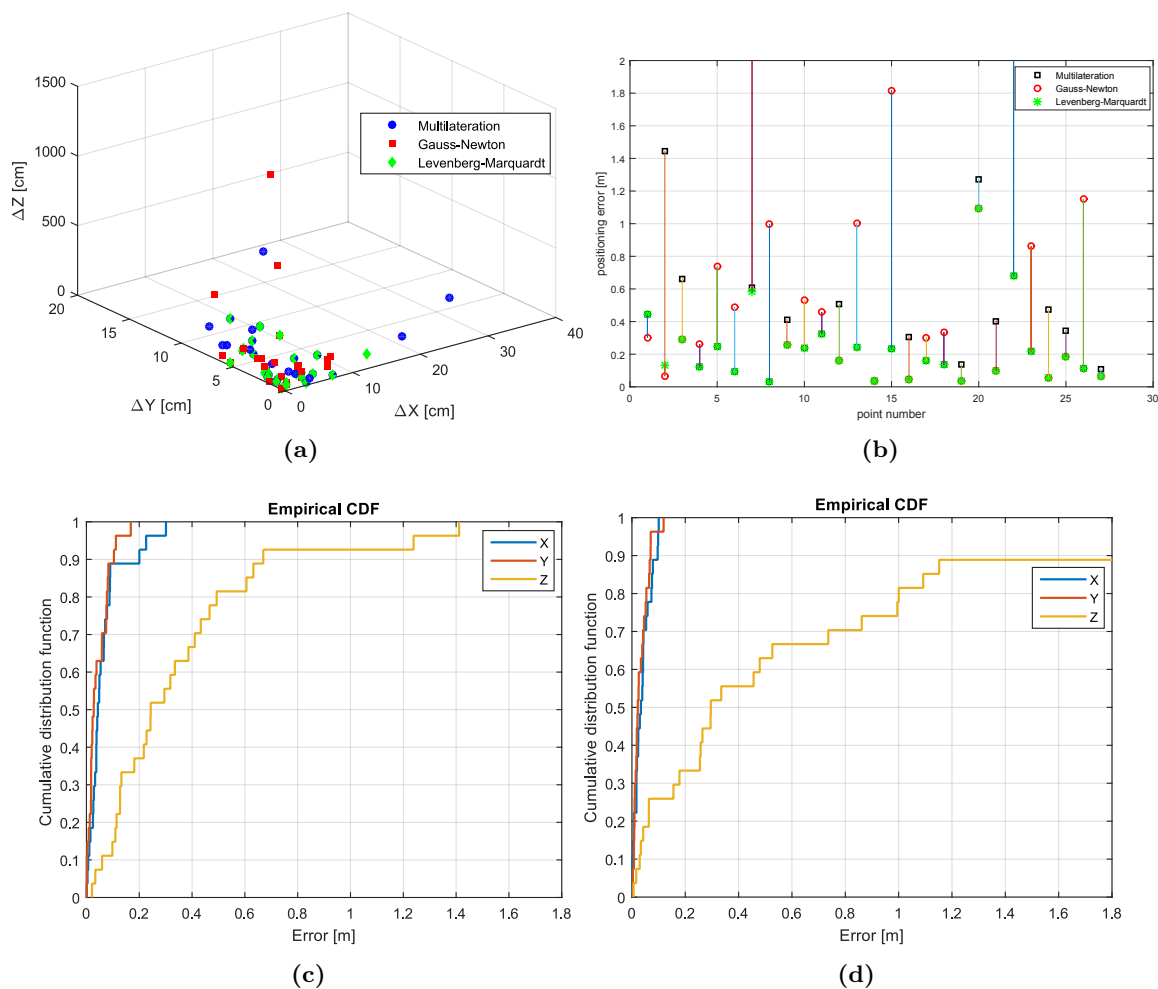 1500
1000
500
0
ΔZ [cm]
20
15
10
5
0
ΔY [cm]
0
10
20
30
40
ΔX [cm]
Multilateration
Gauss-Newton
Levenberg-Marquardt
(a)
2
1.8
1.6
1.4
1.2
1
0.8
0.6
0.4
0.2
0
positioning error [m]
Multilateration
Gauss-Newton
Levenberg-Marquardt
0 5 10 15 20 25 30
point number
(b)
Empirical CDF
1
0.9
0.8
0.7
0.6
0.5
0.4
0.3
0.2
0.1
0
Cumulative distribution function
X
Y
Z
0 0.2 0.4 0.6 0.8 1 1.2 1.4 1.6 1.8
Error [m]
(c)
Empirical CDF
1
0.9
0.8
0.7
0.6
0.5
0.4
0.3
0.2
0.1
0
Cumulative distribution function
X
Y
Z
0 0.2 0.4 0.6 0.8 1 1.2 1.4 1.6 1.8
Error [m]
(d)